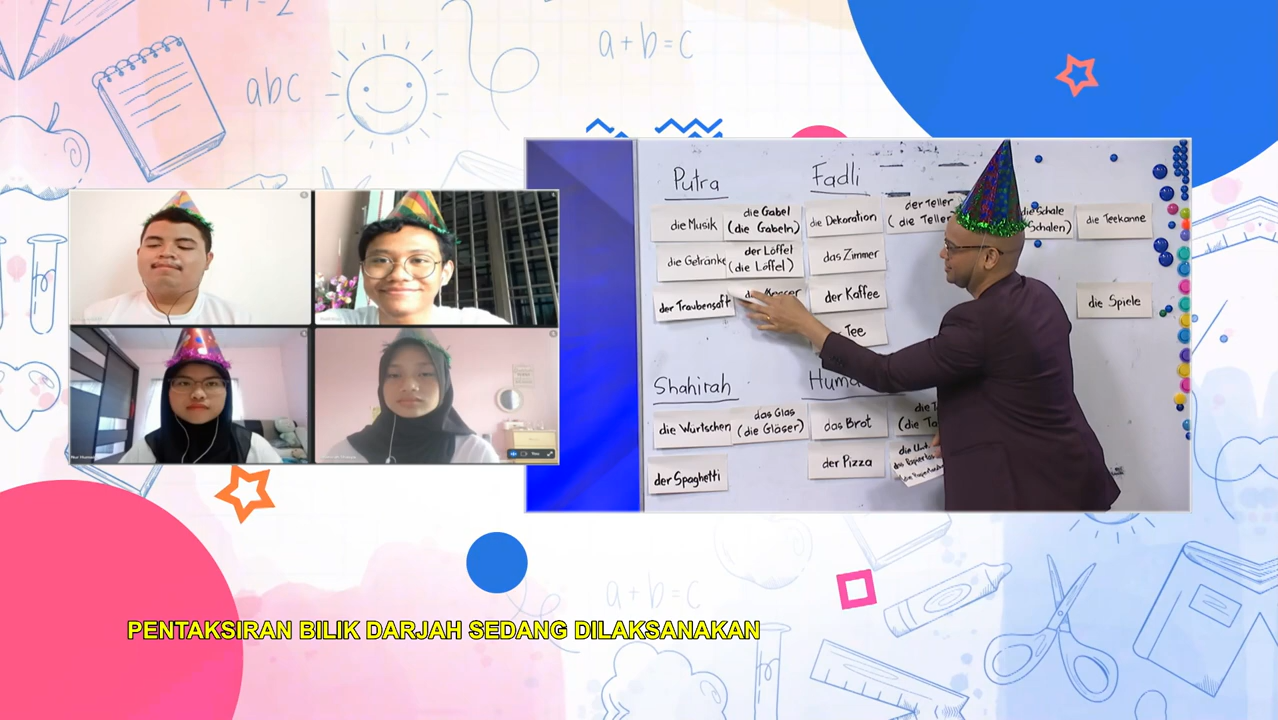 1+1=2
abc
a+b=c
Putra
Fadli
die Musik
die Gabel
(die Gabeln)
die Dekoration
der Teller
(die Teller
die Schale
Schalen)
die Teekanne
die Getränke
der Löffel
(die Löffel)
das Zimmer
der Traubensaft
der Kaffee
die Spiele
Tee
Shahirah
Huma
die Würtschen
das Glas
(die Gläser)
das Brot
der Spaghetti
der Pizza
a+b=c
PENTAKSIRAN BILIK DARJAH SEDANG DILAKSANAKAN